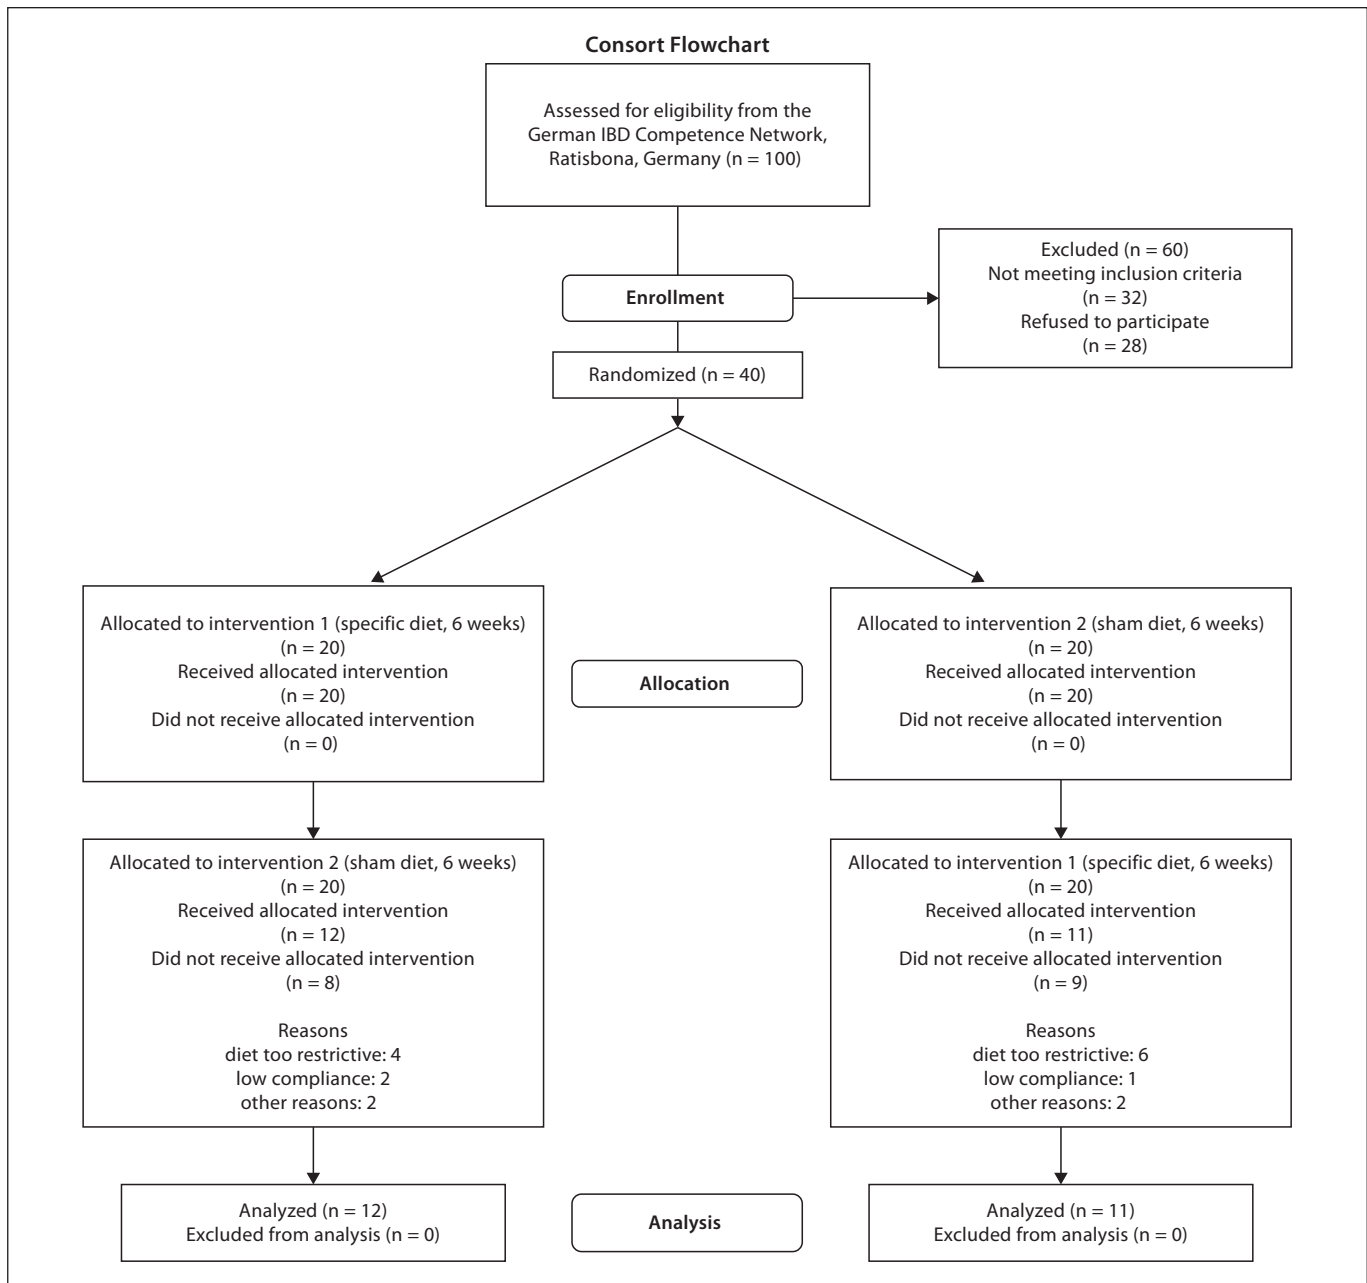 Consort Flowchart
Assessed for eligibility from the
German IBD Competence Network,
Ratisbona, Germany (n = 100)
Excluded (n = 60)
Not meeting inclusion criteria
(n = 32)
Refused to participate
(n = 28)
Enrollment
Randomized (n = 40)
Allocated to intervention 1 (specific diet, 6 weeks)
(n = 20)
Received allocated intervention
(n = 20)
Did not receive allocated intervention
(n = 0)
Allocation
Allocated to intervention 2 (sham diet, 6 weeks)
(n = 20)
Received allocated intervention
(n = 20)
Did not receive allocated intervention
(n = 0)
Allocated to intervention 2 (sham diet, 6 weeks)
(n = 20)
Received allocated intervention
(n = 12)
Did not receive allocated intervention
(n = 8)
Reasons
diet too restrictive: 4
low compliance: 2
other reasons: 2
Allocated to intervention 1 (specific diet, 6 weeks)
(n = 20)
Received allocated intervention
(n = 11)
Did not receive allocated intervention
(n = 9)
Reasons
diet too restrictive: 6
low compliance: 1
other reasons: 2
Analyzed (n = 12)
Excluded from analysis (n = 0)
Analysis
Analyzed (n = 11)
Excluded from analysis (n = 0)